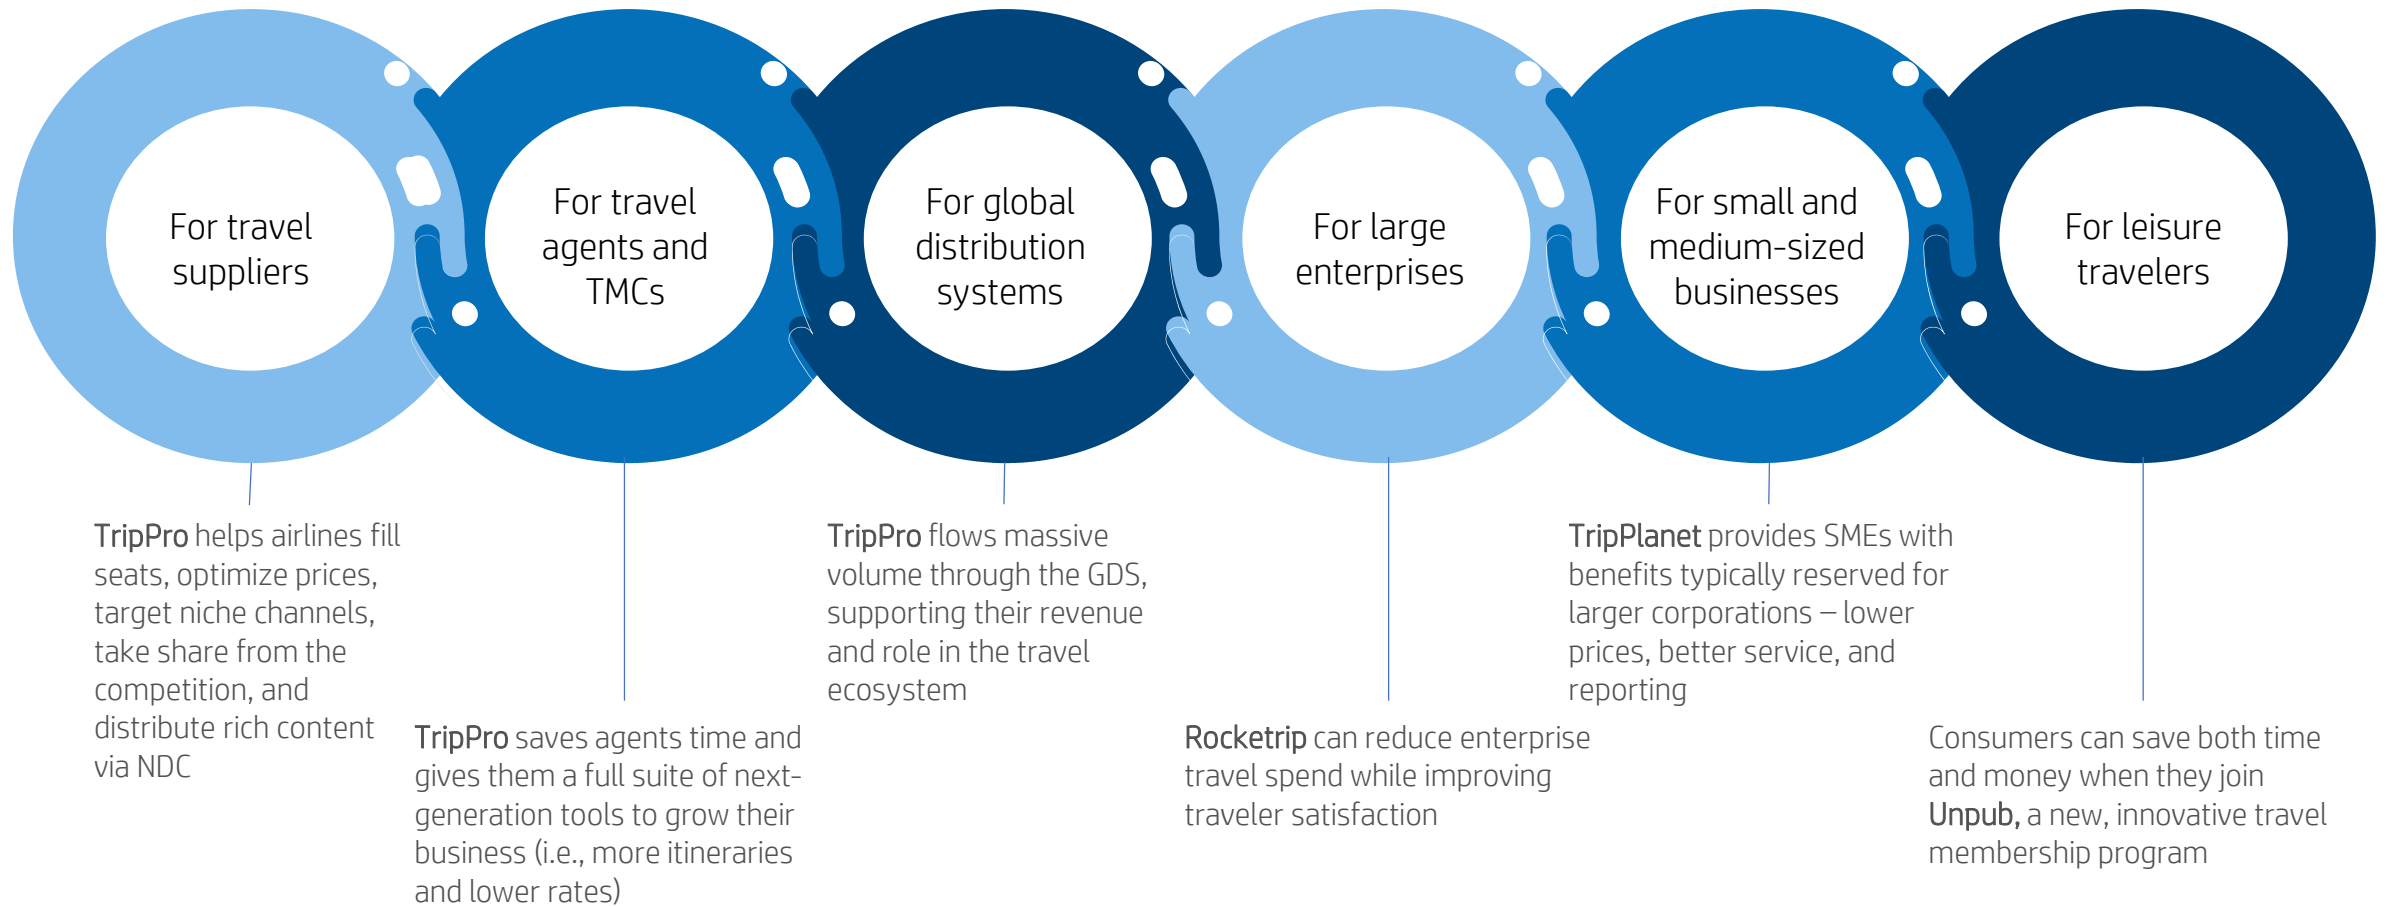 For travel
suppliers
For travel
agents and
TMCs
For global
distribution
systems
For large
enterprises
For small and
medium-sized
businesses
For leisure
travelers
TripPro helps airlines fill
seats, optimize prices,
target niche channels,
take share from the
competition, and
distribute rich content
via NDC
TripPro saves agents time and
gives them a full suite of next-
generation tools to grow their
business (i.e., more itineraries
and lower rates)
TripPro flows massive
volume through the GDS,
supporting their revenue
and role in the travel
ecosystem
Rocketrip can reduce enterprise
travel spend while improving
traveler satisfaction
TripPlanet provides SMEs with
benefits typically reserved for
larger corporations – lower
prices, better service, and
reporting
Consumers can save both time
and money when they join
Unpub, a new, innovative travel
membership program